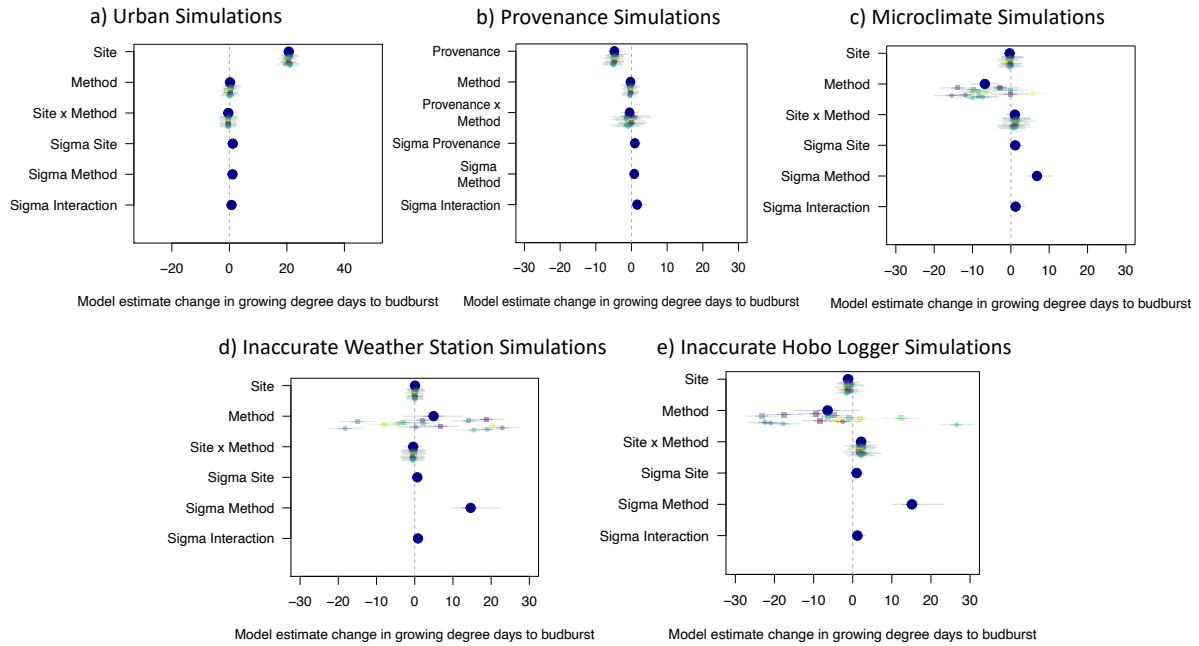 a) Urban Simulations
Site
Method
Site x Method
Sigma Site
Sigma Method
Sigma Interaction
−20 0 20 40
Model estimate change in growing degree days to budburst
b) Provenance Simulations
Provenance
Method
Provenance x
Method
Sigma Provenance
Sigma
Method
Sigma Interaction
−30 −20 −10 0 10 20 30
Model estimate change in growing degree days to budburst
c) Microclimate Simulations
Site
Method
Site x Method
Sigma Site
Sigma Method
Sigma Interaction
−30 −20 −10 0 10 20 30
Model estimate change in growing degree days to budburst
d) Inaccurate Weather Station Simulations
Site
Method
Site x Method
Sigma Site
Sigma Method
Sigma Interaction
−30 −20 −10 0 10 20 30
Model estimate change in growing degree days to budburst
e) Inaccurate Hobo Logger Simulations
Site
Method
Site x Method
Sigma Site
Sigma Method
Sigma Interaction
−30 −20 −10 0 10 20 30
Model estimate change in growing degree days to budburst